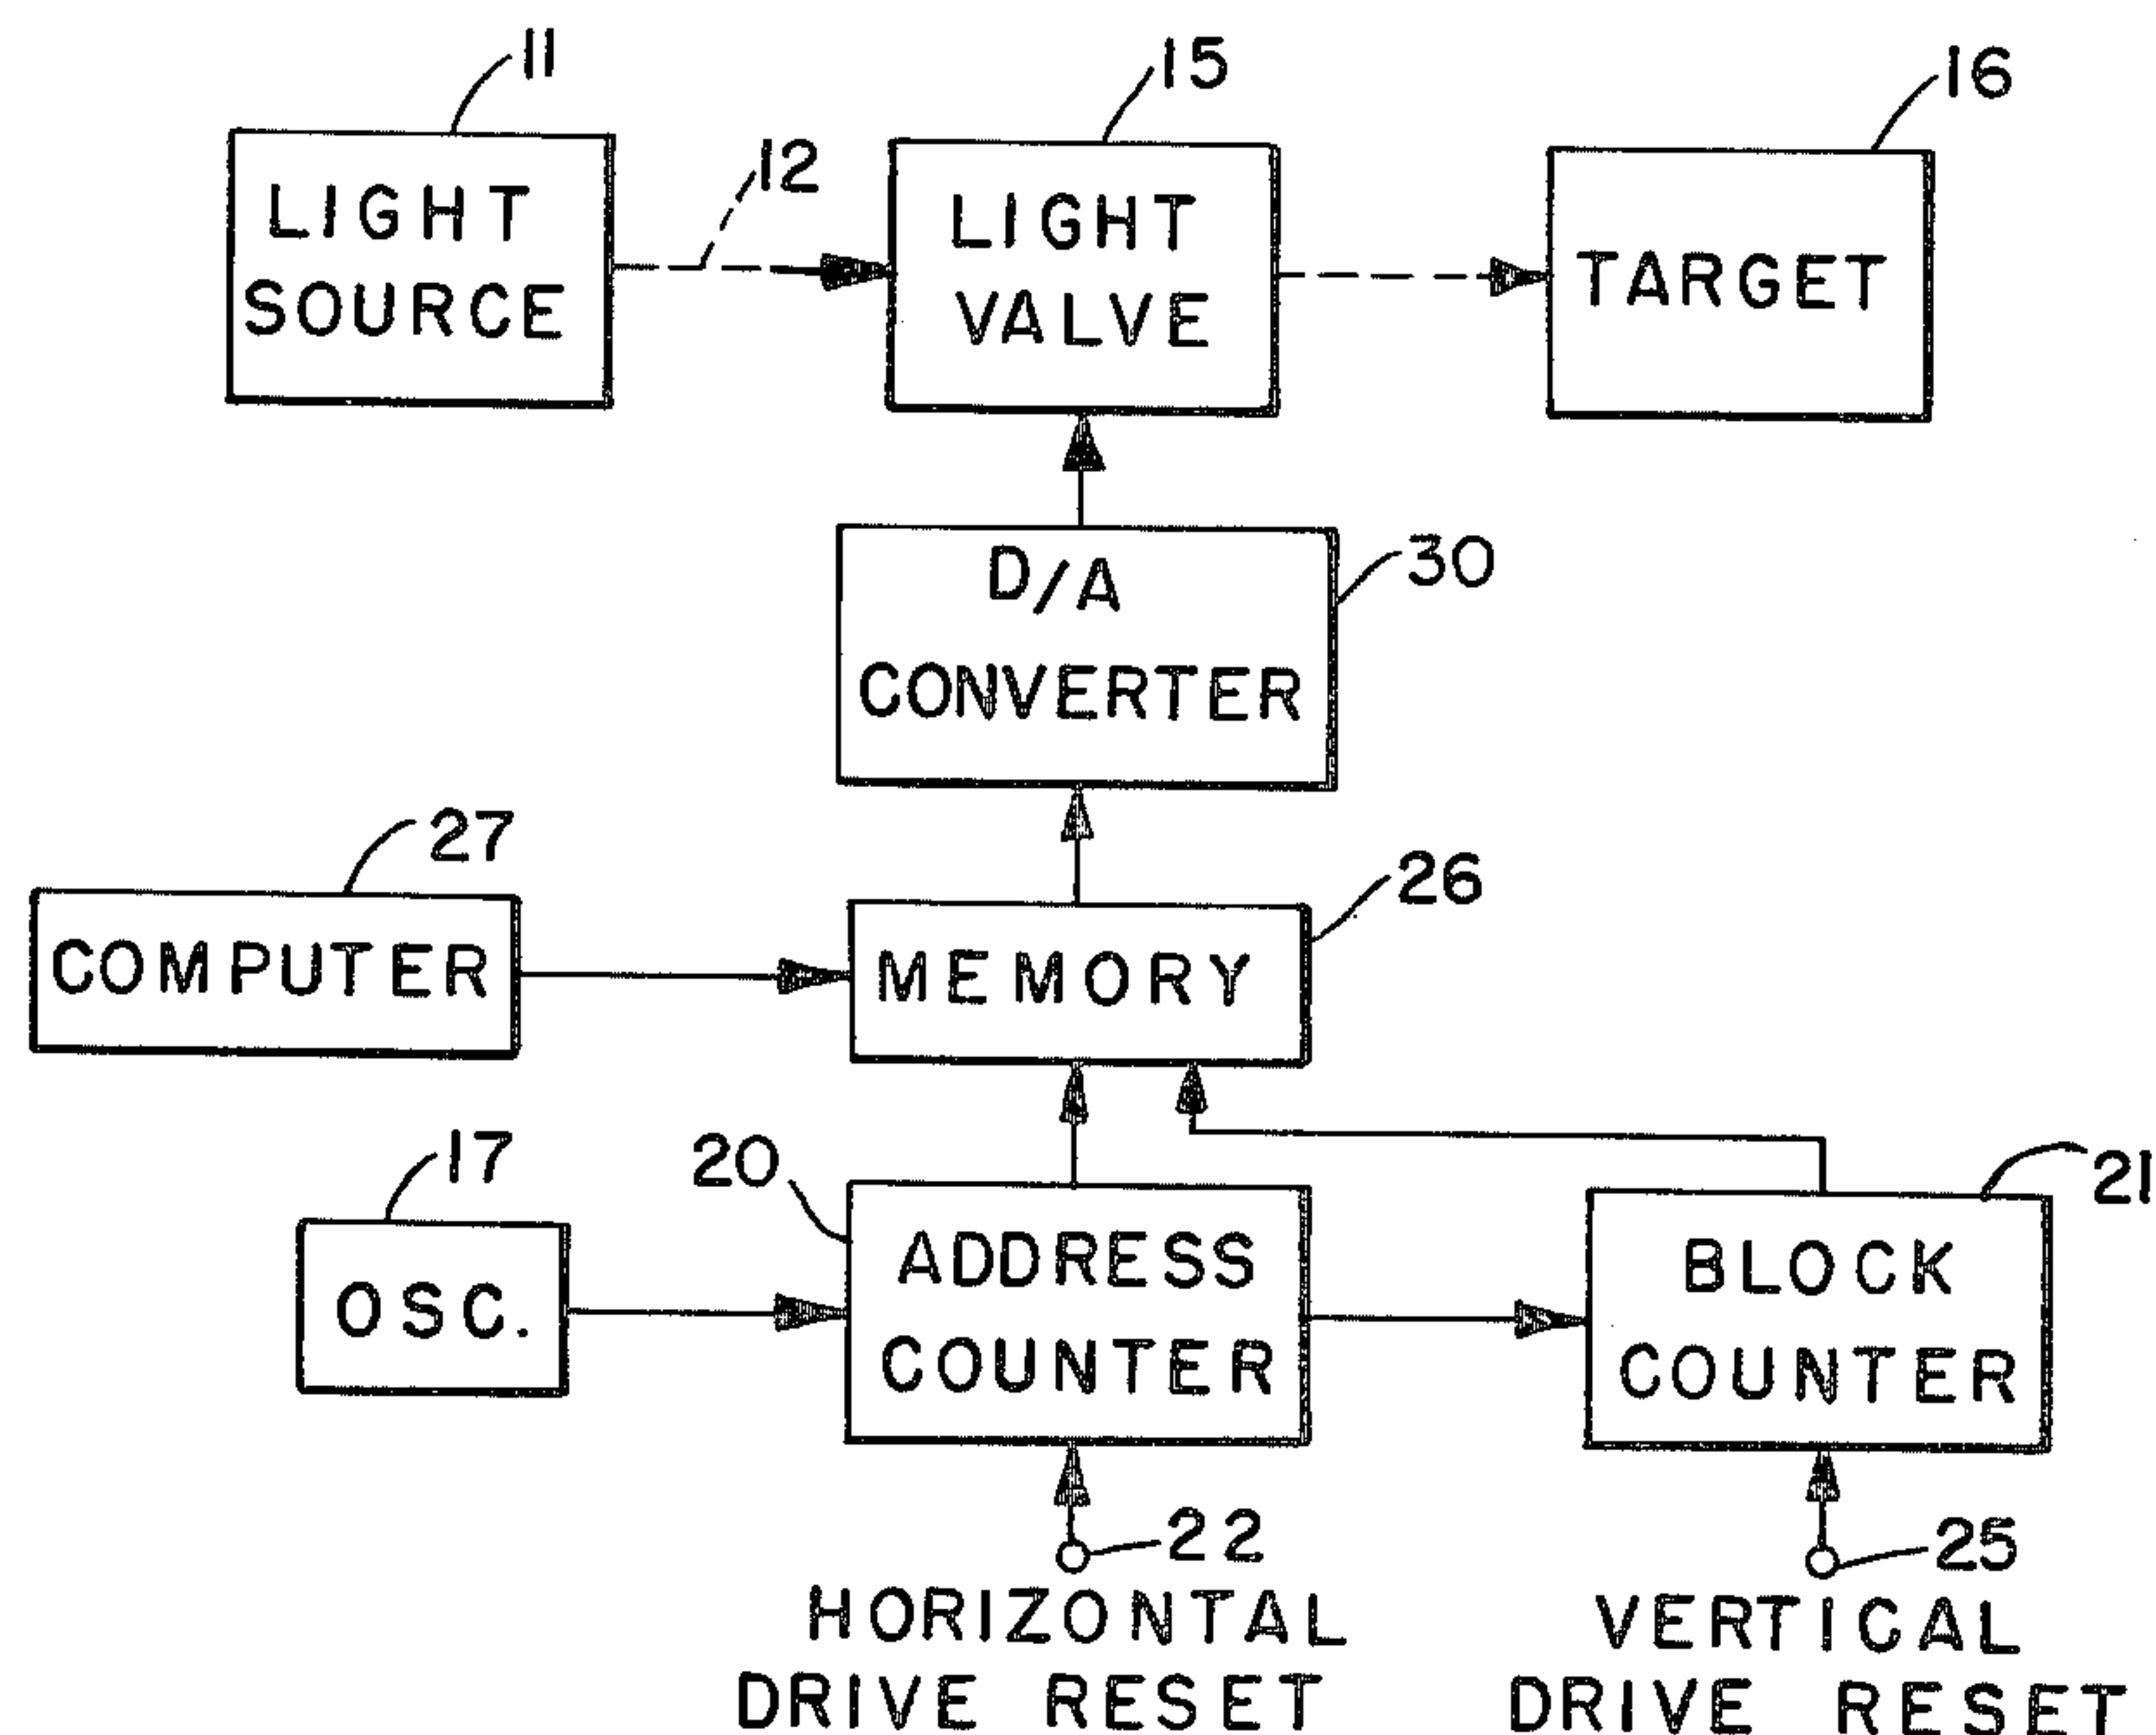 11
15
16
12
LIGHT
SOURCE
LIGHT
VALVE
TARGET
30
D/A
CONVERTER
27
26
COMPUTER
MEMORY
17
20
21
OSC.
ADDRESS
COUNTER
BLOCK
COUNTER
22
25
HORIZONTAL
DRIVE RESET
VERTICAL
DRIVE RESET